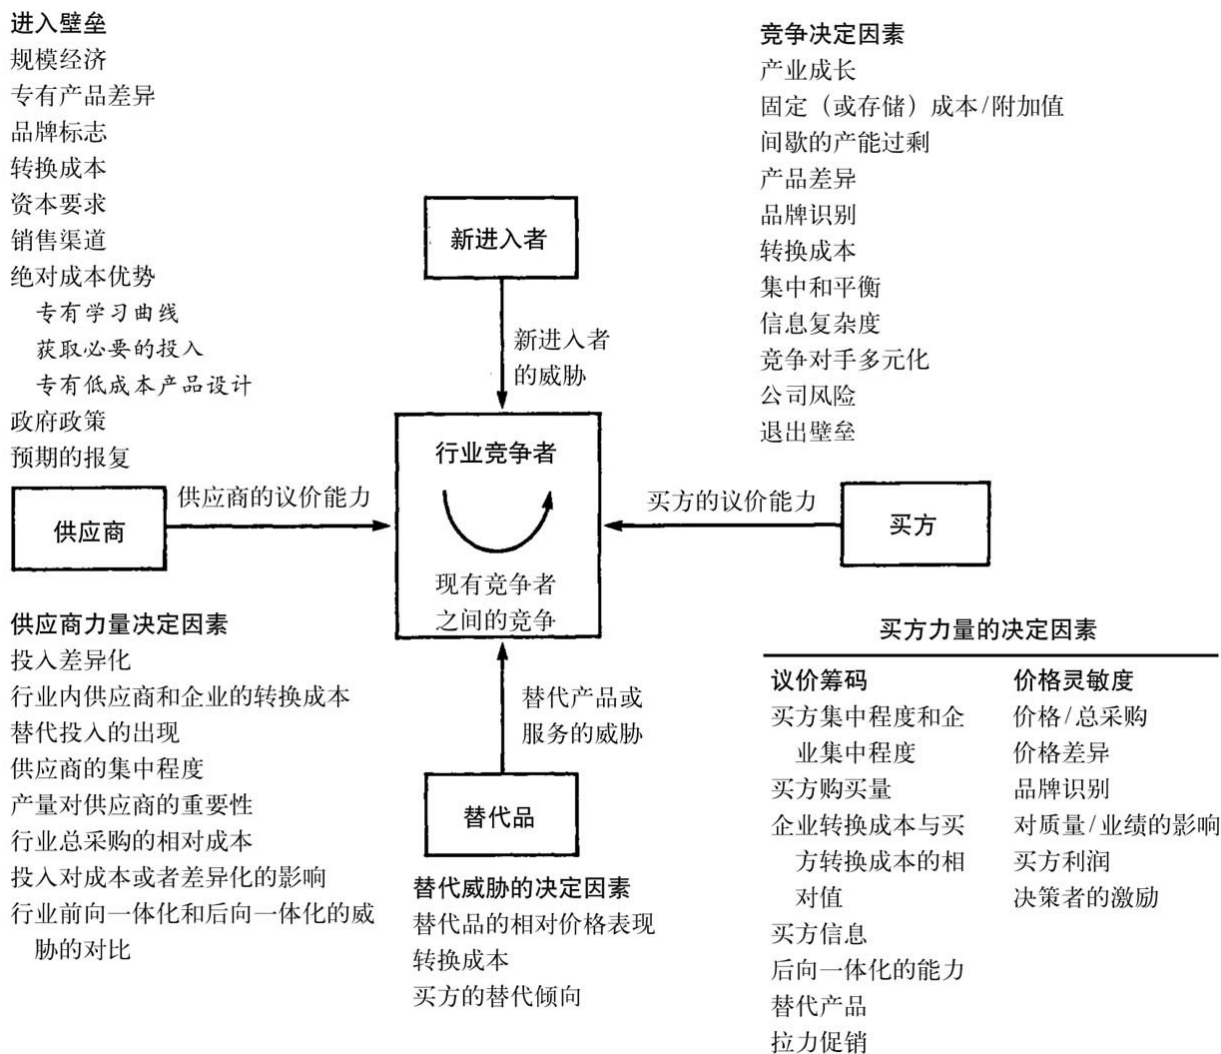 进入壁垒
规模经济
专有产品差异
品牌标志
转换成本
资本要求
销售渠道
绝对成本优势
专有学习曲线
获取必要的投入
专有低成本产品设计
政府政策
预期的报复
竞争决定因素
产业成长
固定（或存储）成本/附加值
间歇的产能过剩
产品差异
品牌识别
转换成本
集中和平衡
信息复杂度
竞争对手多元化
公司风险
退出壁垒
新进入者
新进入者
的威胁
供应商
供应商的议价能力
行业竞争者
现有竞争者
之间的竞争
买方的议价能力
买方
替代产品或
服务的威胁
替代品
供应商力量决定因素
投入差异化
行业内供应商和企业的转换成本
替代投入的出现
供应商的集中程度
产量对供应商的重要性
行业总采购的相对成本
投入对成本或者差异化的影响
行业前向一体化和后向一体化的威
胁的对比
替代威胁的决定因素
替代品的相对价格表现
转换成本
买方的替代倾向
买方力量的决定因素
议价筹码
买方集中程度和企
业集中程度
买方购买量
企业转换成本与买
方转换成本的相
对值
买方信息
后向一体化的能力
替代产品
拉力促销
价格灵敏度
价格/总采购
价格差异
品牌识别
对质量/业绩的影响
买方利润
决策者的激励